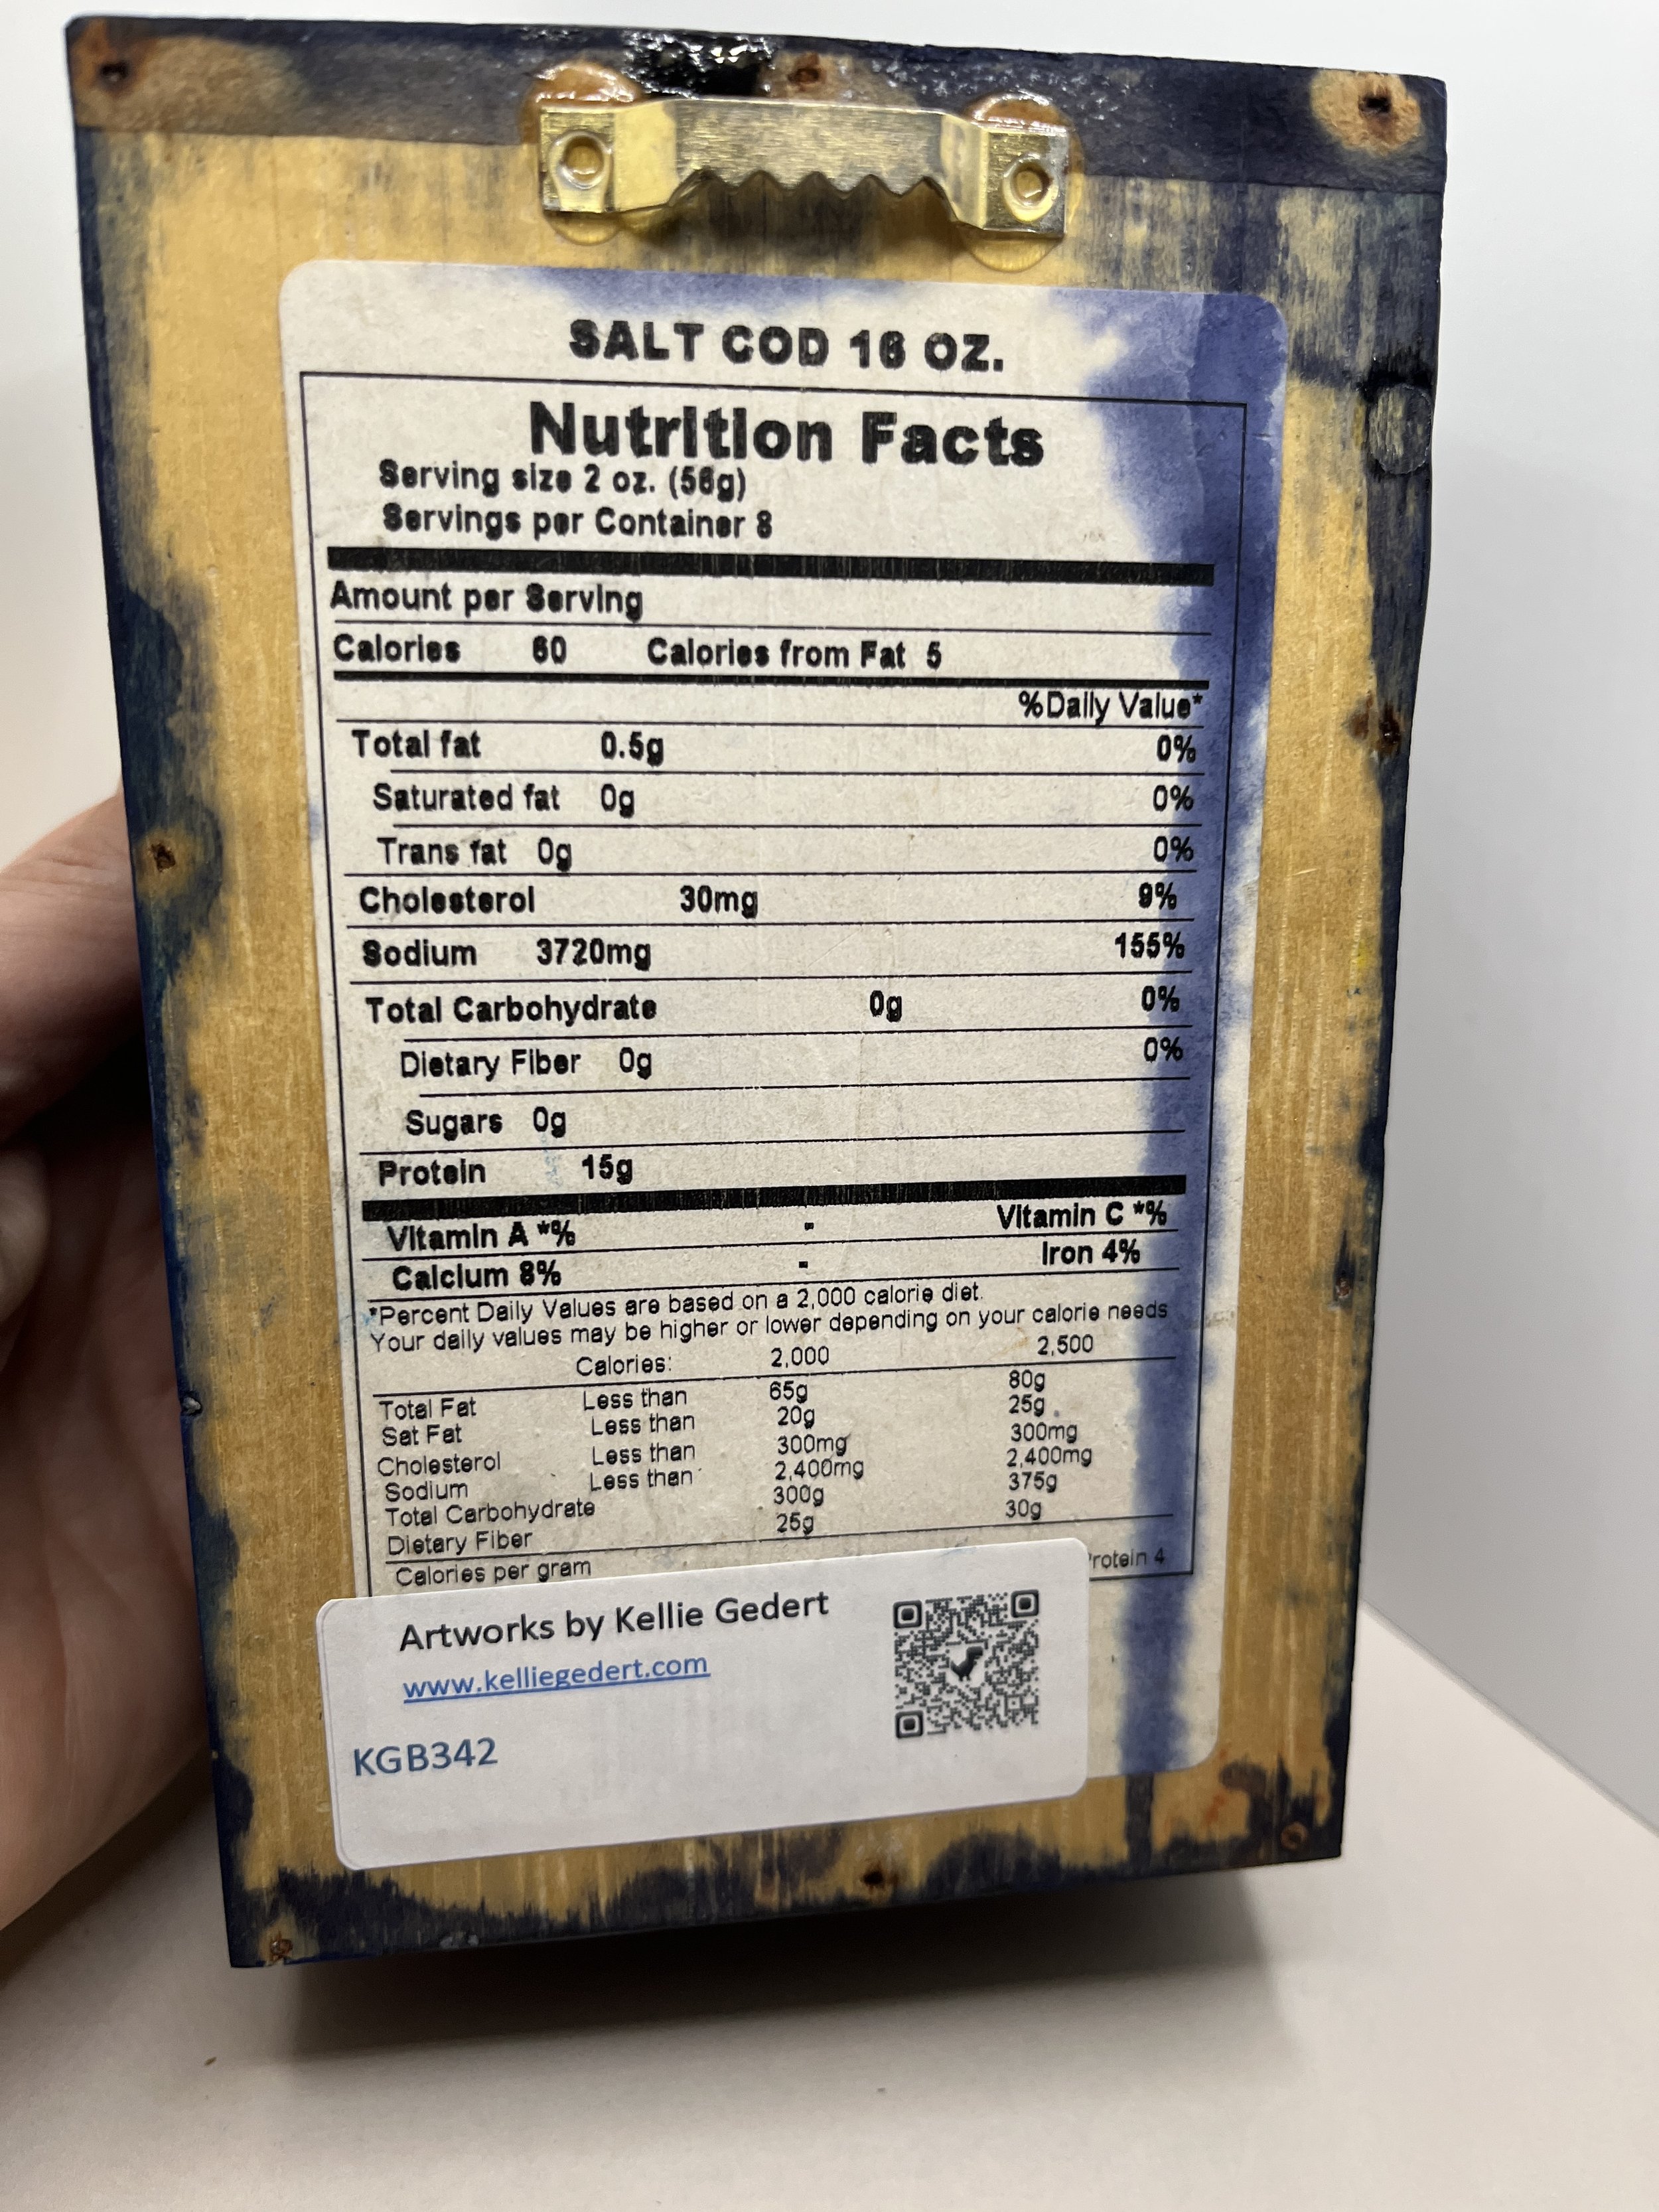 SALT COD 16 OZ.
Nutrition Facts
Serving size 2 oz. (56g)
Servings per Container 8
Amount per Serving
Calories 60 Calories from Fat 5
%Daily Value*
Total fat 0.5g 0%
Saturated fat 0g 0%
Trans fat 0g 0%
Cholesterol 30mg 9%
Sodium 3720mg 155%
Total Carbohydrate 0g 0%
Dietary Fiber 0g 0%
Sugars 0g
Protein 15g
Vitamin A *% - Vitamin C *%
Calcium 8% - Iron 4%
*Percent Daily Values are based on a 2,000 calorie diet.
Your daily values may be higher or lower depending on your calorie needs
Calories: 2,000 2,500
Total Fat Less than 65g 80g
Sat Fat Less than 20g 25g
Cholesterol Less than 300mg 300mg
Sodium Less than 2,400mg 2,400mg
Total Carbohydrate 300g 375g
Dietary Fiber 25g 30g
Calories per gram rotein 4
Artworks by Kellie Gedert
www.kelliegedert.com
KGB342